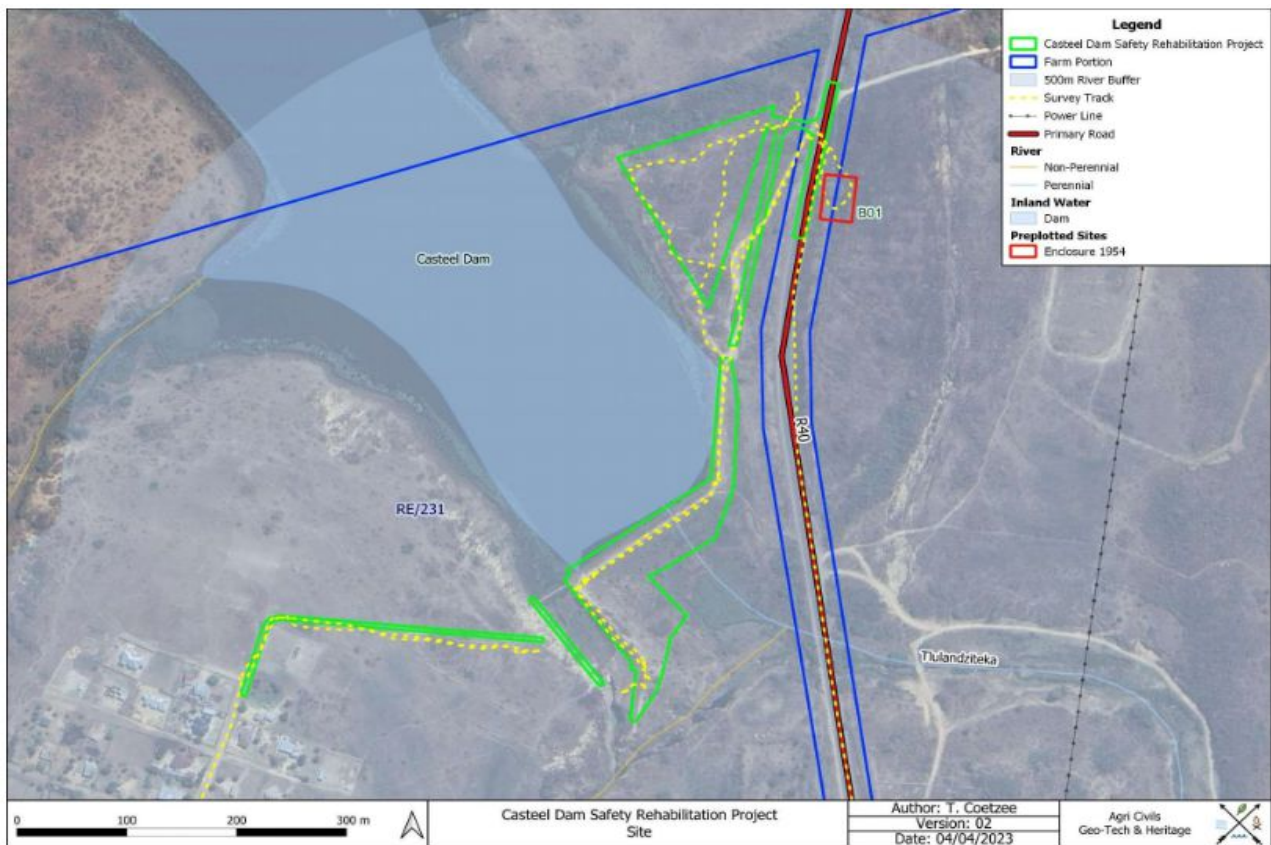 Legend
Casteel Dam Safety Rehabilitation Project
Farm Portion
500m River Buffer
Survey Track
Power Line
Primary Road
River
Non-Perennial
Perennial
Inland Water
Dam
Preplotted Sites
Enclosure 1954
B01
Casteel Dam
R40
RE/231
Tlulandziteka
0 100 200 300 m
Casteel Dam Safety Rehabilitation Project
Site
Author: T. Coetzee
Version: 02
Date: 04/04/2023
Agri Civils
Geo-Tech & Heritage